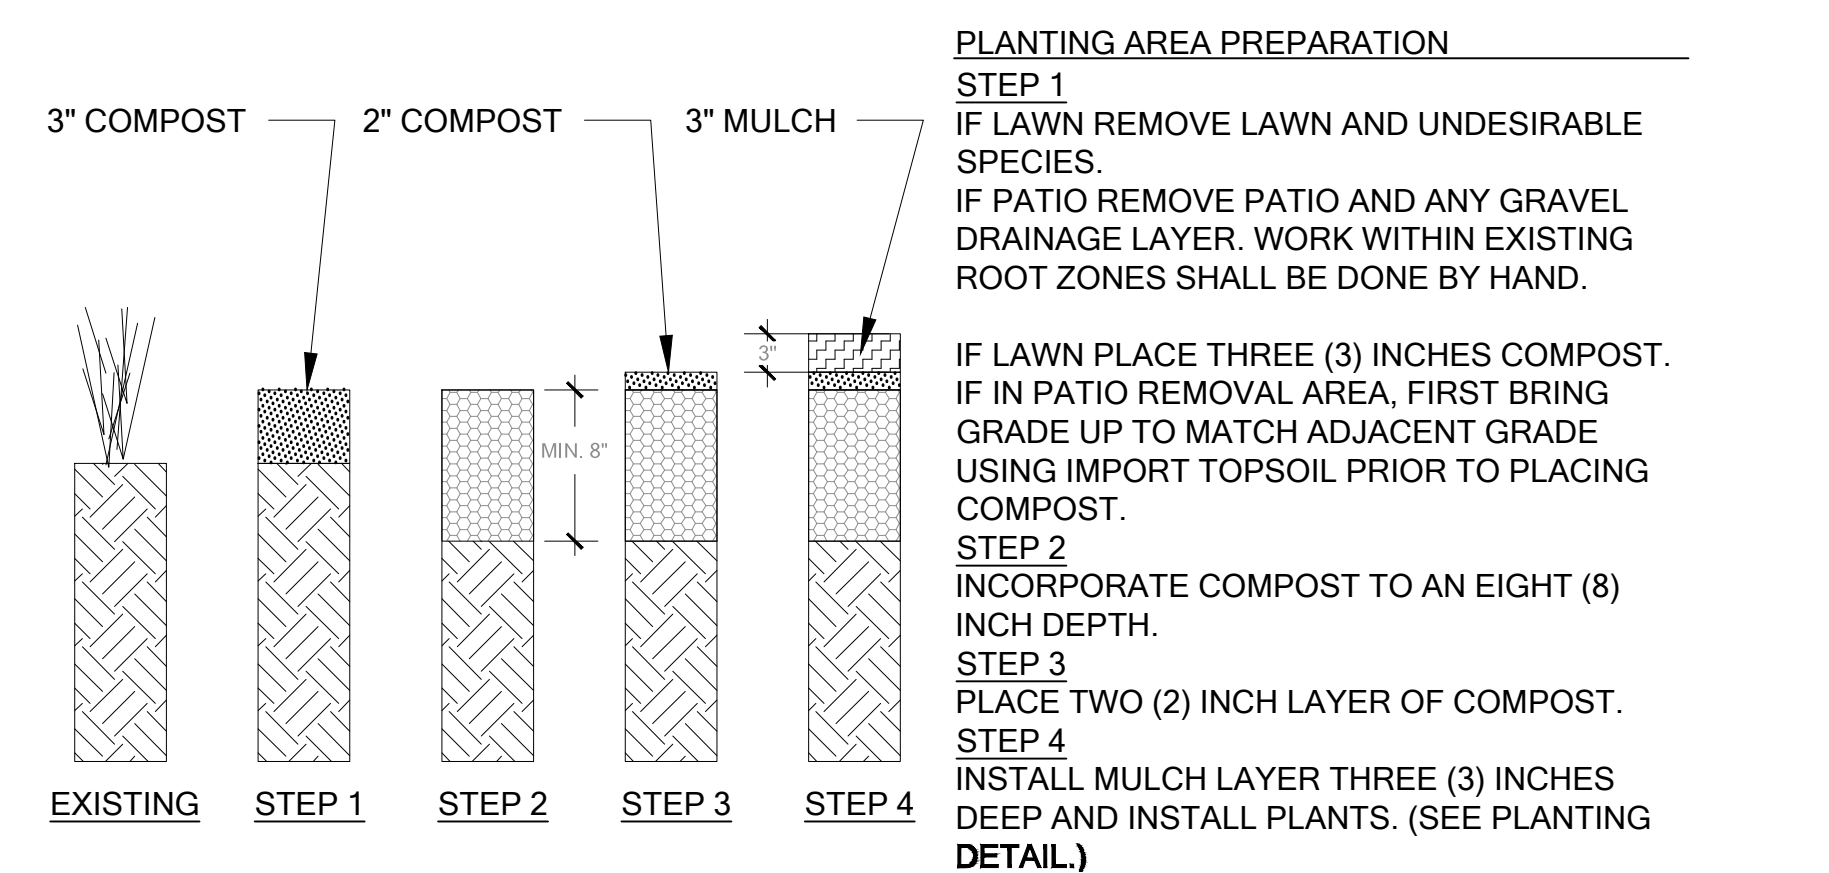 3" COMPOST
2" COMPOST
3" MULCH
3"
MIN. 8"
EXISTING
STEP 1
STEP 2
STEP 3
STEP 4
PLANTING AREA PREPARATION
STEP 1
IF LAWN REMOVE LAWN AND UNDESIRABLE
SPECIES.
IF PATIO REMOVE PATIO AND ANY GRAVEL
DRAINAGE LAYER. WORK WITHIN EXISTING
ROOT ZONES SHALL BE DONE BY HAND.
IF LAWN PLACE THREE (3) INCHES COMPOST.
IF IN PATIO REMOVAL AREA, FIRST BRING
GRADE UP TO MATCH ADJACENT GRADE
USING IMPORT TOPSOIL PRIOR TO PLACING
COMPOST.
STEP 2
INCORPORATE COMPOST TO AN EIGHT (8)
INCH DEPTH.
STEP 3
PLACE TWO (2) INCH LAYER OF COMPOST.
STEP 4
INSTALL MULCH LAYER THREE (3) INCHES
DEEP AND INSTALL PLANTS. (SEE PLANTING
DETAIL.)